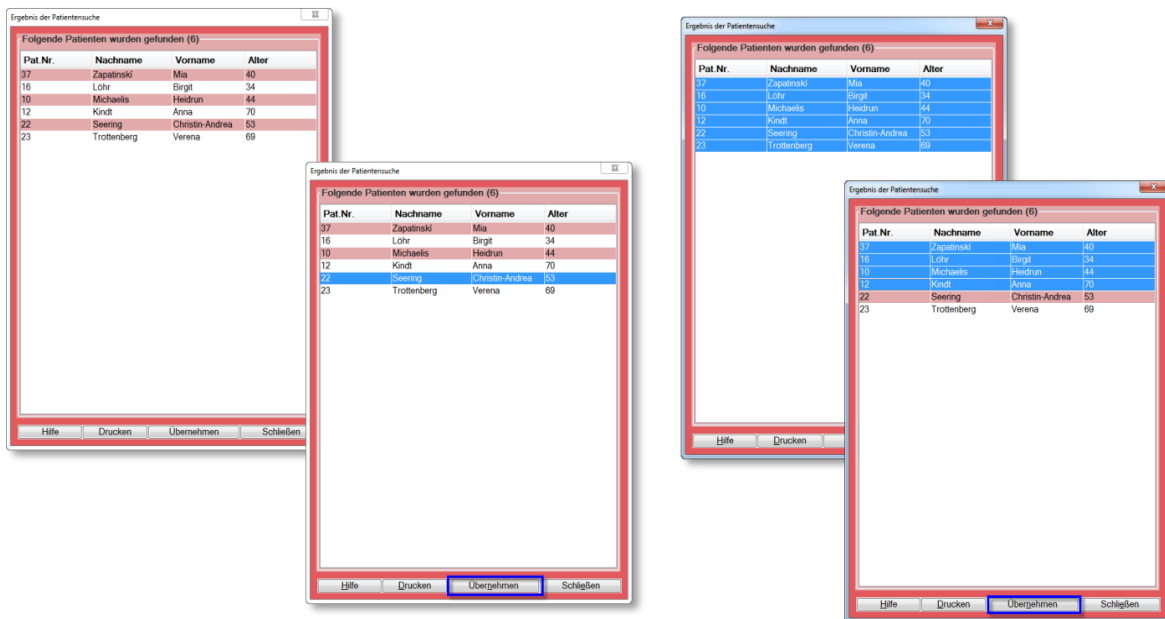 Ergebnis der Patientensuche
Folgende Patienten wurden gefunden (6)
Pat.Nr. Nachname Vorname Alter
37 Zapatinskí Mia 40
16 Löhr Birgit 34
10 Michaelis Heidrun 44
12 Kindt Anna 70
22 Seering Christin-Andrea 53
23 Trottenberg Verena 69
Hilfe Drucken Übernehmen Schließen
Ergebnis der Patientensuche
Folgende Patienten wurden gefunden (6)
Pat.Nr. Nachname Vorname Alter
37 Zapatinskí Mia 40
16 Löhr Birgit 34
10 Michaelis Heidrun 44
12 Kindt Anna 70
22 Seering Christin-Andrea 53
23 Trottenberg Verena 69
Hilfe Drucken Übernehmen Schließen
Ergebnis der Patientensuche
Folgende Patienten wurden gefunden (6)
Pat.Nr. Nachname Vorname Alter
37 Zapatinskí Mia 40
16 Löhr Birgit 34
10 Michaelis Heidrun 44
12 Kindt Anna 70
22 Seering Christin-Andrea 53
23 Trottenberg Verena 69
Hilfe Drucken
Ergebnis der Patientensuche
Folgende Patienten wurden gefunden (6)
Pat.Nr. Nachname Vorname Alter
37 Zapatinskí Mia 40
16 Löhr Birgit 34
10 Michaelis Heidrun 44
12 Kindt Anna 70
22 Seering Christin-Andrea 53
23 Trottenberg Verena 69
Hilfe Drucken Übernehmen Schließen